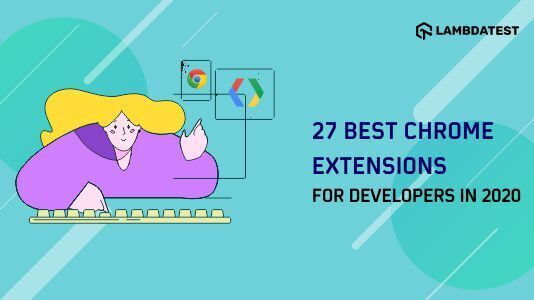 LAMBDATEST
27 BEST CHROME
EXTENSIONS
FOR DEVELOPERS IN 2020